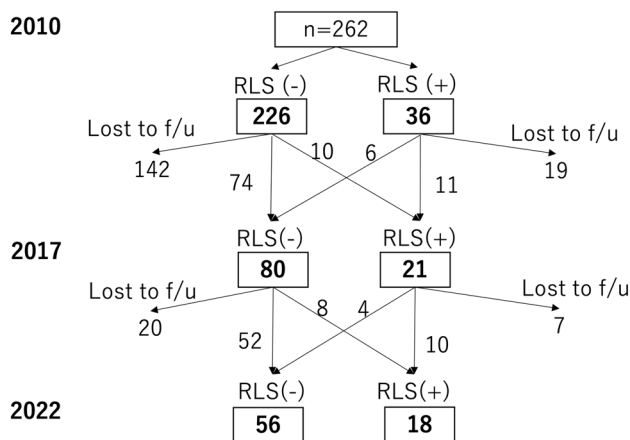 2010
n=262
RLS (-)
RLS (+)
226
36
Lost to f/u
Lost to f/u
10
6
142
19
74
11
RLS(-)
RLS(+)
2017
80
21
Lost to f/u
Lost to f/u
8
4
20
7
52
10
RLS(-)
RLS(+)
2022
56
18